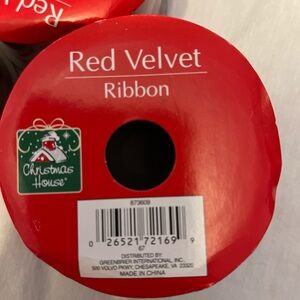 Red
Red Velvet
Ribbon
Christmas
House
873609
0 26521 72169 9
67
DISTRIBUTED BY:
GREENBRIER INTERNATIONAL, INC.
500 VOLVO PKWY, CHESAPEAKE, VA 23320
MADE IN CHINA